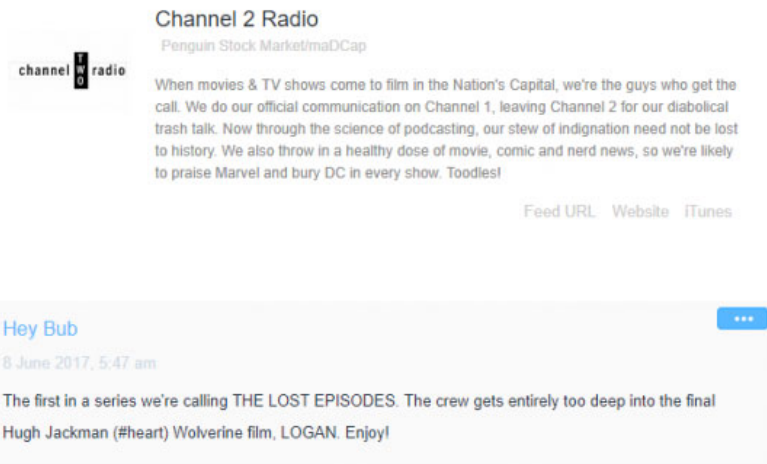 Channel 2 Radio
Penguin Stock Market/maDCap
channel TWO radio
When movies & TV shows come to film in the Nation's Capital, we're the guys who get the
call. We do our official communication on Channel 1, leaving Channel 2 for our diabolical
trash talk. Now through the science of podcasting, our stew of indignation need not be lost
to history. We also throw in a healthy dose of movie, comic and nerd news, so we're likely
to praise Marvel and bury DC in every show. Toodles!
Feed URL Website iTunes
Hey Bub
8 June 2017, 5:47 am
The first in a series we're calling THE LOST EPISODES. The crew gets entirely too deep into the final
Hugh Jackman (#heart) Wolverine film, LOGAN. Enjoy!